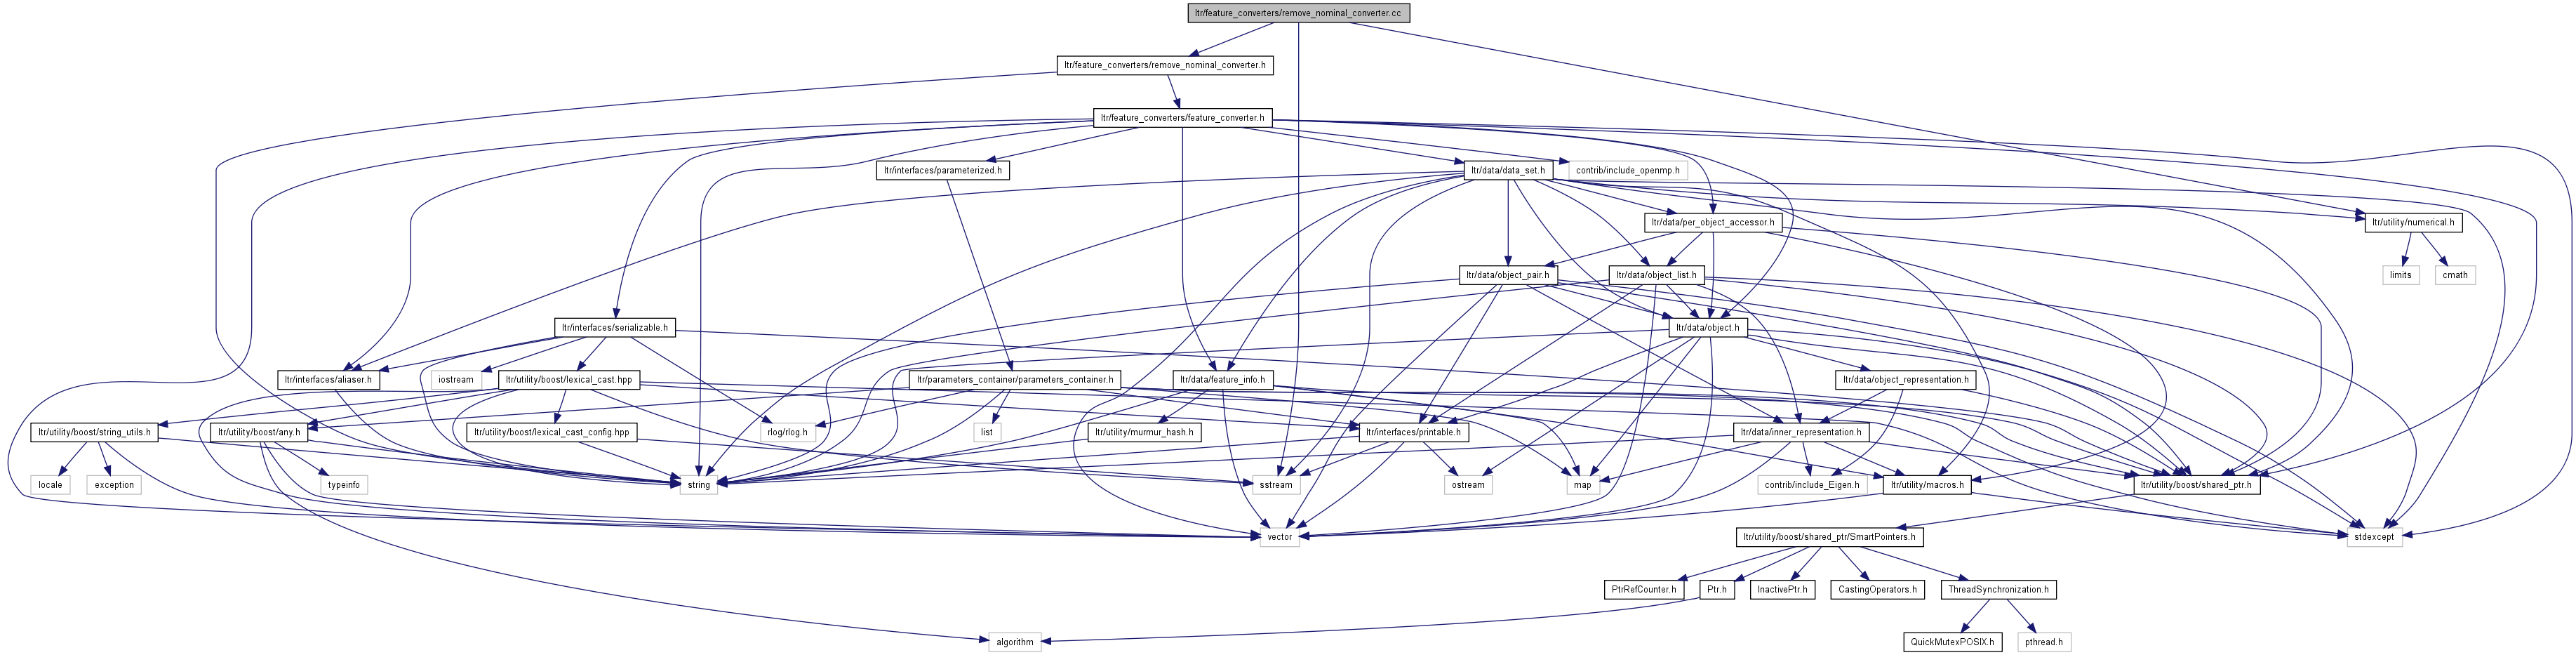 ltr/feature_converters/remove_nominal_converter.cc
ltr/feature_converters/remove_nominal_converter.h
ltr/feature_converters/feature_converter.h
ltr/interfaces/parameterized.h
ltr/data/data_set.h
contrib/include_openmp.h
ltr/data/per_object_accessor.h
ltr/utility/numerical.h
ltr/data/object_pair.h
ltr/data/object_list.h
limits
cmath
ltr/interfaces/serializable.h
ltr/data/object.h
ltr/interfaces/aliaser.h
iostream
ltr/utility/boost/lexical_cast.hpp
ltr/parameters_container/parameters_container.h
ltr/data/feature_info.h
ltr/data/object_representation.h
ltr/utility/boost/string_utils.h
ltr/utility/boost/any.h
ltr/utility/boost/lexical_cast_config.hpp
rlog/rlog.h
list
ltr/utility/murmur_hash.h
ltr/interfaces/printable.h
ltr/data/inner_representation.h
locale
exception
typeinfo
string
sstream
ostream
map
contrib/include_Eigen.h
ltr/utility/macros.h
ltr/utility/boost/shared_ptr.h
vector
ltr/utility/boost/shared_ptr/SmartPointers.h
stdexcept
PtrRefCounter.h
Ptr.h
InactivePtr.h
CastingOperators.h
ThreadSynchronization.h
algorithm
QuickMutexPOSIX.h
pthread.h